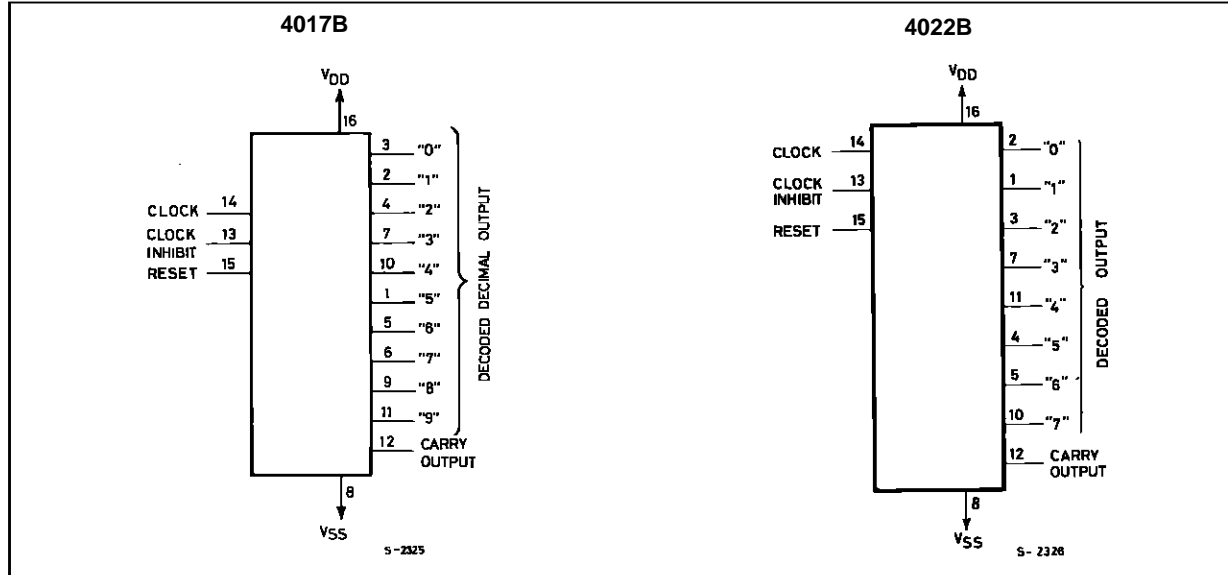 4017B
VDD
16
3 "0"
2 "1"
4 "2"
7 "3"
10 "4"
1 "5"
5 "6"
6 "7"
9 "8"
11 "9"
12 CARRY
OUTPUT
DECODED DECIMAL OUTPUT
CLOCK 14
CLOCK
INHIBIT 13
RESET 15
8
VSS
S-2325
4022B
VDD
16
CLOCK 14
CLOCK
INHIBIT 13
RESET 15
2 "0"
1 "1"
3 "2"
7 "3"
11 "4"
4 "5"
5 "6"
10 "7"
12 CARRY
OUTPUT
DECODED OUTPUT
8
VSS
S-2326